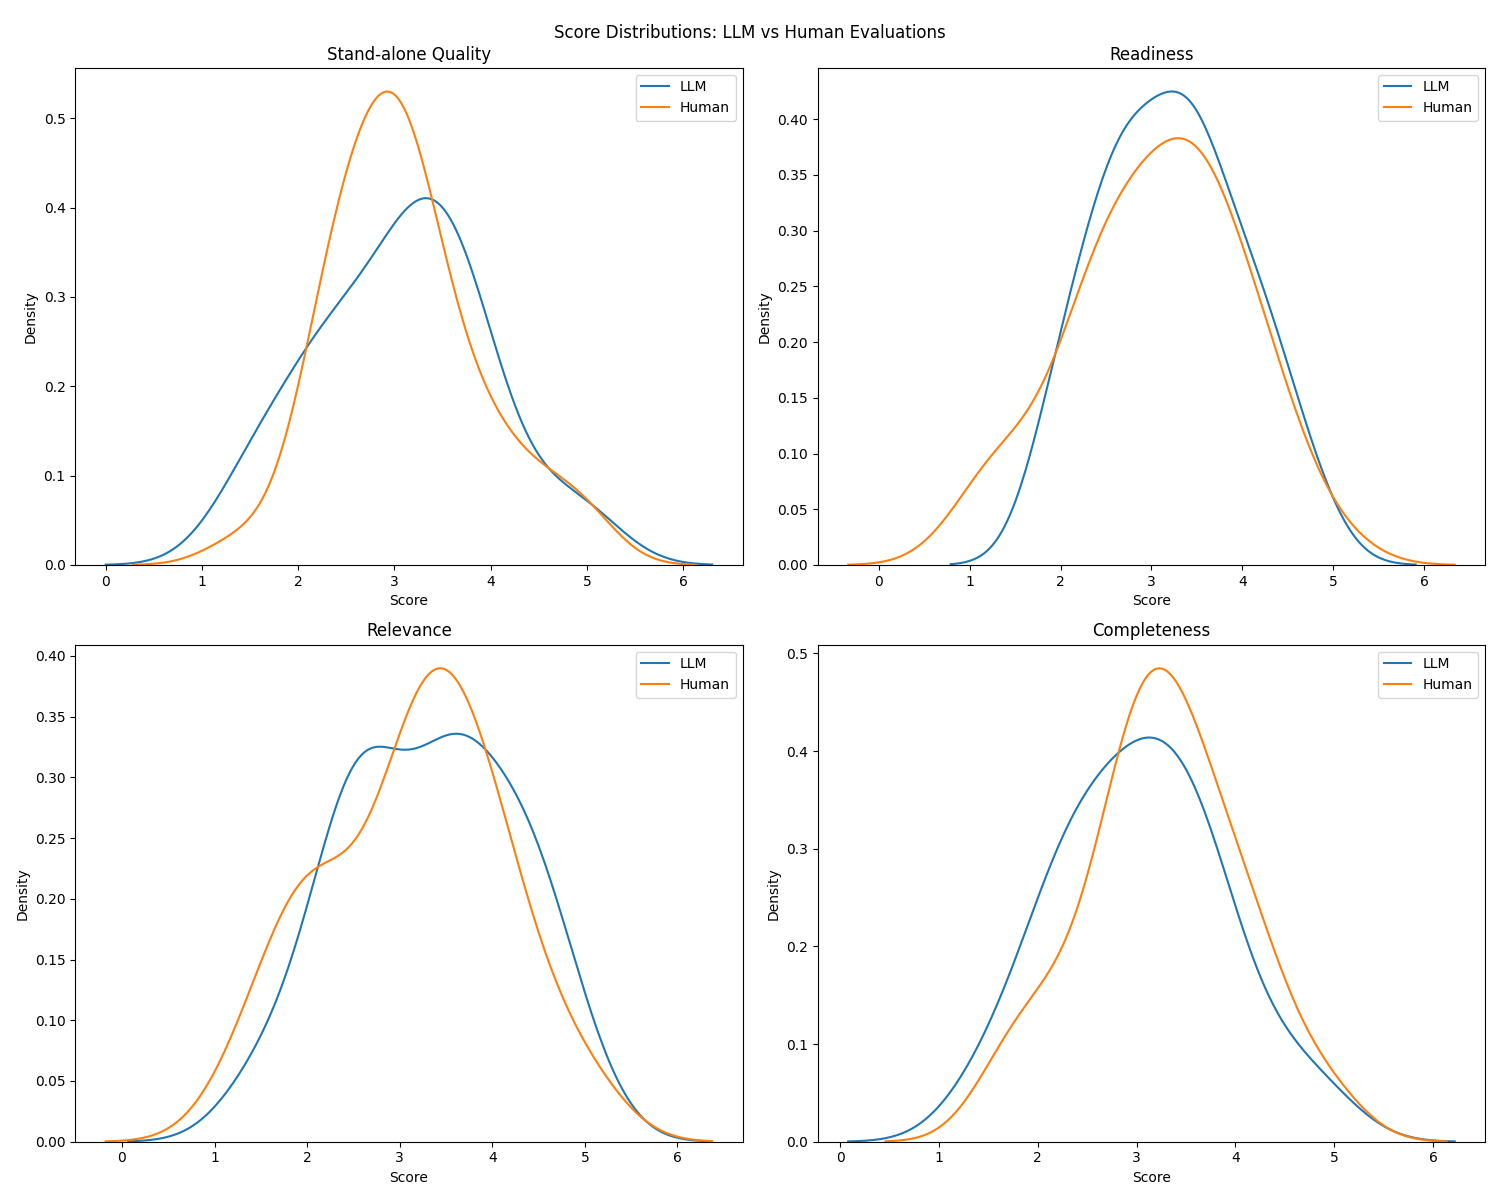 Score Distributions: LLM vs Human Evaluations
Stand-alone Quality
LLM
Human
Density
0.5
0.4
0.3
0.2
0.1
0.0
0 1 2 3 4 5 6
Score
Readiness
LLM
Human
Density
0.40
0.35
0.30
0.25
0.20
0.15
0.10
0.05
0.00
0 1 2 3 4 5 6
Score
Relevance
LLM
Human
Density
0.40
0.35
0.30
0.25
0.20
0.15
0.10
0.05
0.00
0 1 2 3 4 5 6
Score
Completeness
LLM
Human
Density
0.5
0.4
0.3
0.2
0.1
0.0
0 1 2 3 4 5 6
Score